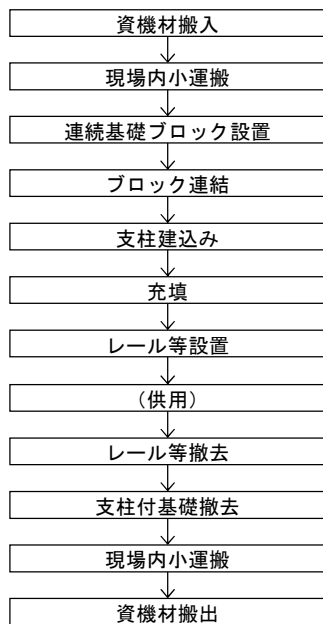 資機材搬入
現場内小運搬
連続基礎ブロック設置
ブロック連結
支柱建込み
充填
レール等設置
（供用）
レール等撤去
支柱付基礎撤去
現場内小運搬
資機材搬出